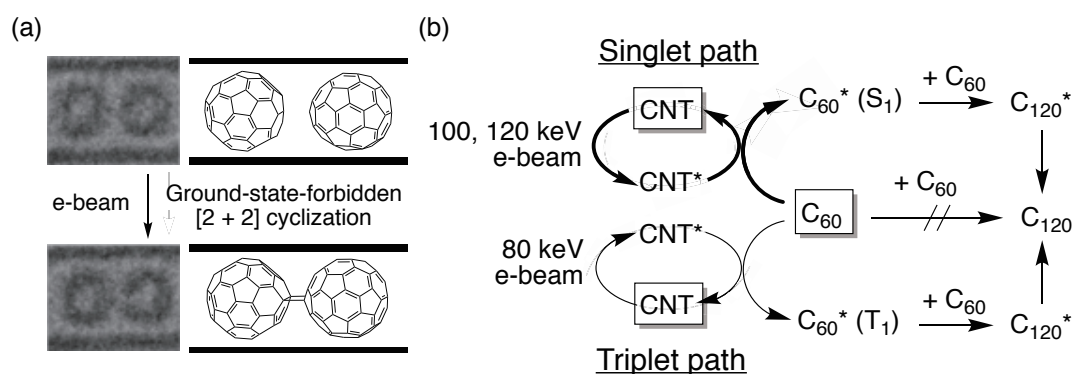 (a)
e-beam
Ground-state-forbidden
[2 + 2] cyclization
(b)
Singlet path
100, 120 keV
e-beam
CNT
CNT*
C₆₀* (S₁)
+ C₆₀
C₁₂₀*
C₆₀
+ C₆₀
C₁₂₀
80 keV
e-beam
CNT*
CNT
C₆₀* (T₁)
+ C₆₀
C₁₂₀*
Triplet path